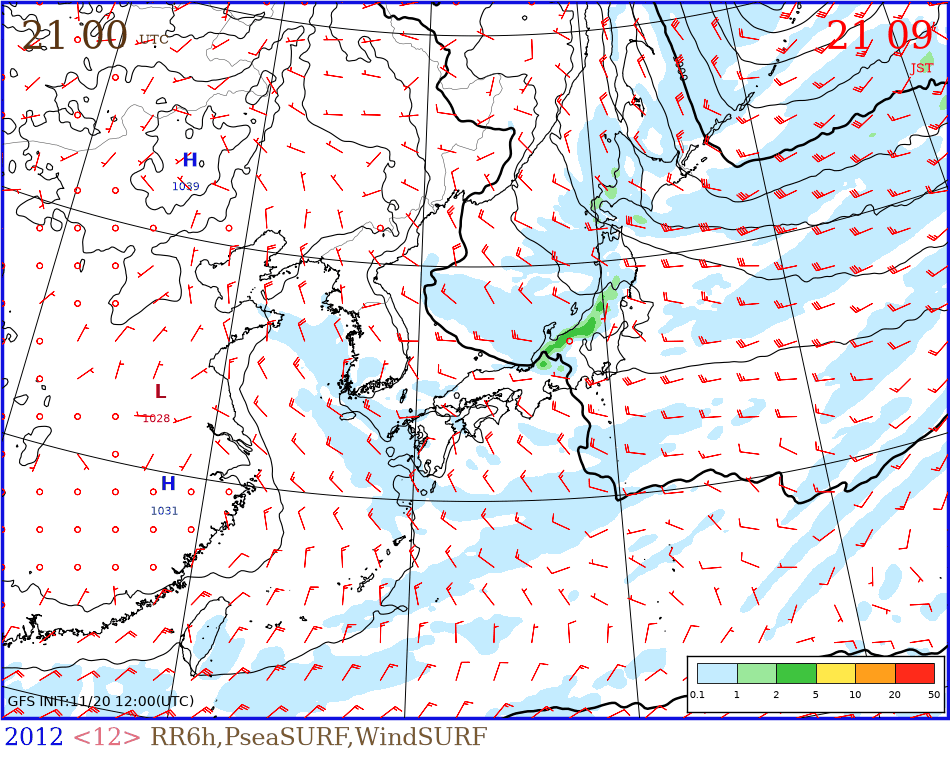 21 00 UTC 21 09
JST
000
H
1039
L
1028
H
1031
GFS INIT:11/20 12:00(UTC)
0.1 1 2 5 10 20 50
2012 <12> RR6h,PseaSURF,WindSURF